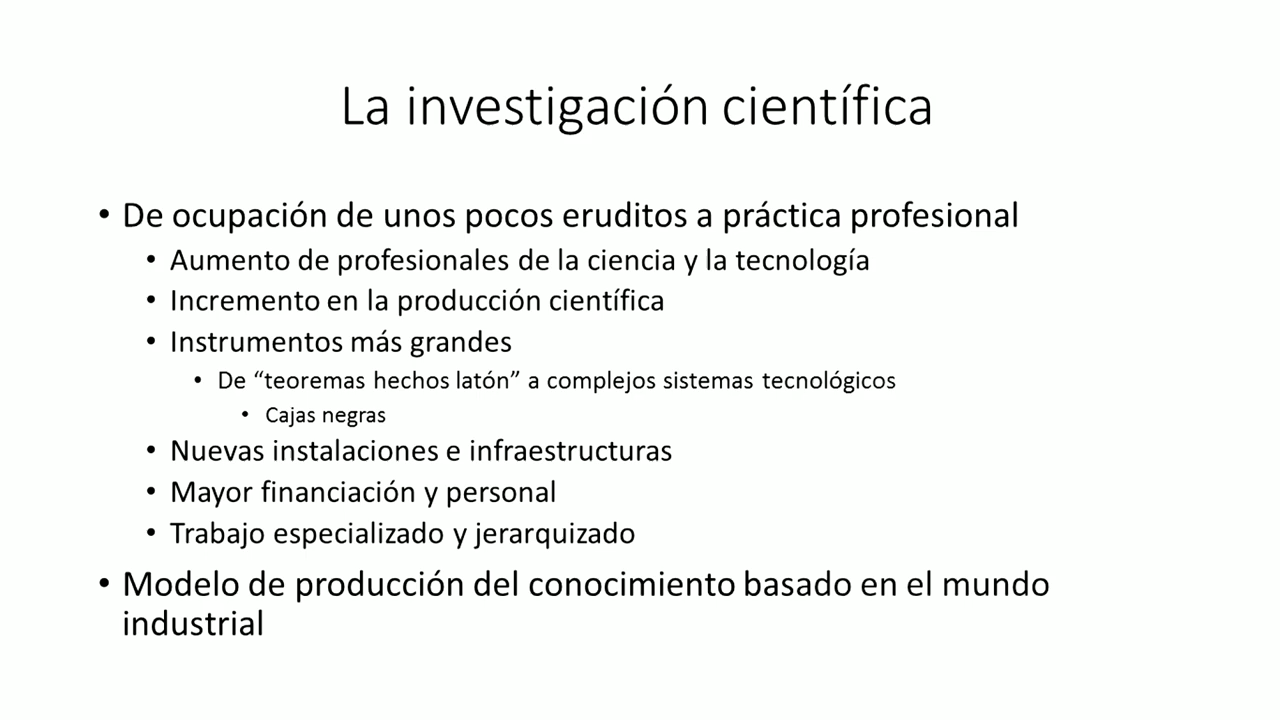 La investigación científica
• De ocupación de unos pocos eruditos a práctica profesional
• Aumento de profesionales de la ciencia y la tecnología
• Incremento en la producción científica
• Instrumentos más grandes
• De “teoremas hechos latón” a complejos sistemas tecnológicos
• Cajas negras
• Nuevas instalaciones e infraestructuras
• Mayor financiación y personal
• Trabajo especializado y jerarquizado
• Modelo de producción del conocimiento basado en el mundo
industrial